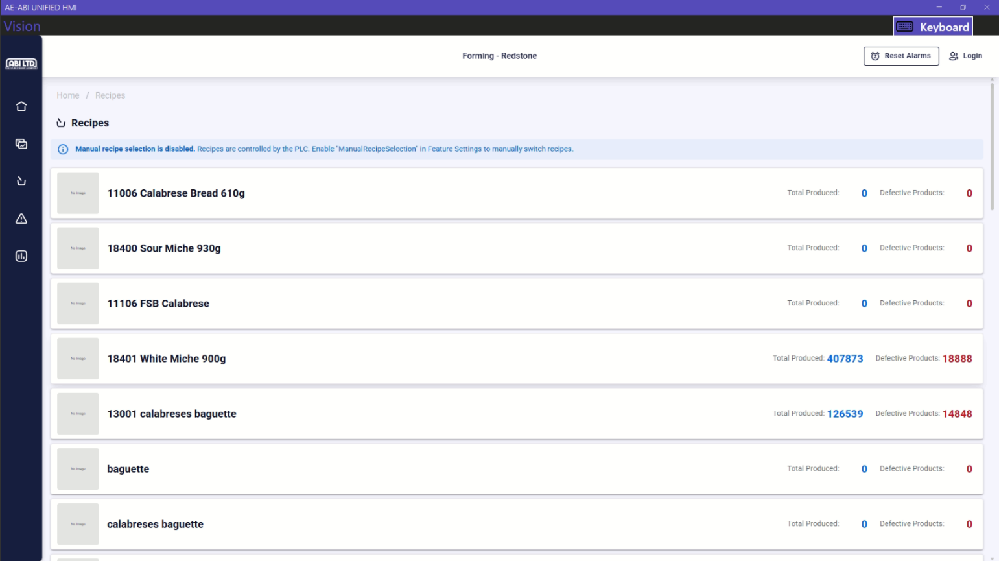 AE-ABI UNIFIED HMI
Vision
Keyboard
ABI LTD
Forming - Redstone
Reset Alarms
Login
Home / Recipes
Recipes
Manual recipe selection is disabled. Recipes are controlled by the PLC. Enable "ManualRecipeSelection" in Feature Settings to manually switch recipes.
No Image
11006 Calabrese Bread 610g
Total Produced: 0 Defective Products: 0
No Image
18400 Sour Miche 930g
Total Produced: 0 Defective Products: 0
No Image
11106 FSB Calabrese
Total Produced: 0 Defective Products: 0
No Image
18401 White Miche 900g
Total Produced: 407873 Defective Products: 18888
No Image
13001 calabreses baguette
Total Produced: 126539 Defective Products: 14848
No Image
baguette
Total Produced: 0 Defective Products: 0
No Image
calabreses baguette
Total Produced: 0 Defective Products: 0